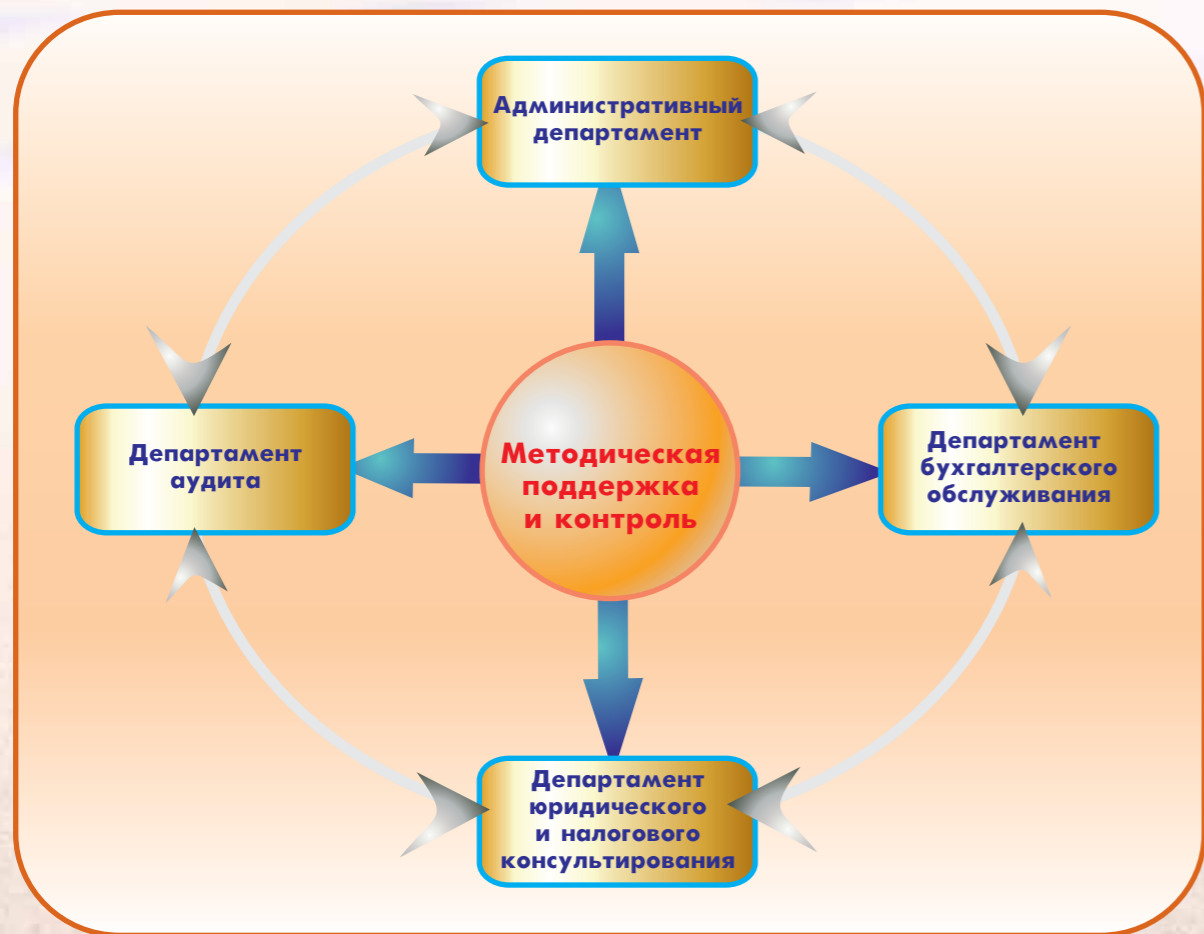 Административный
департамент
Департамент
аудита
Методическая
поддержка
и контроль
Департамент
бухгалтерского
обслуживания
Департамент
юридического
и налогового
консультирования